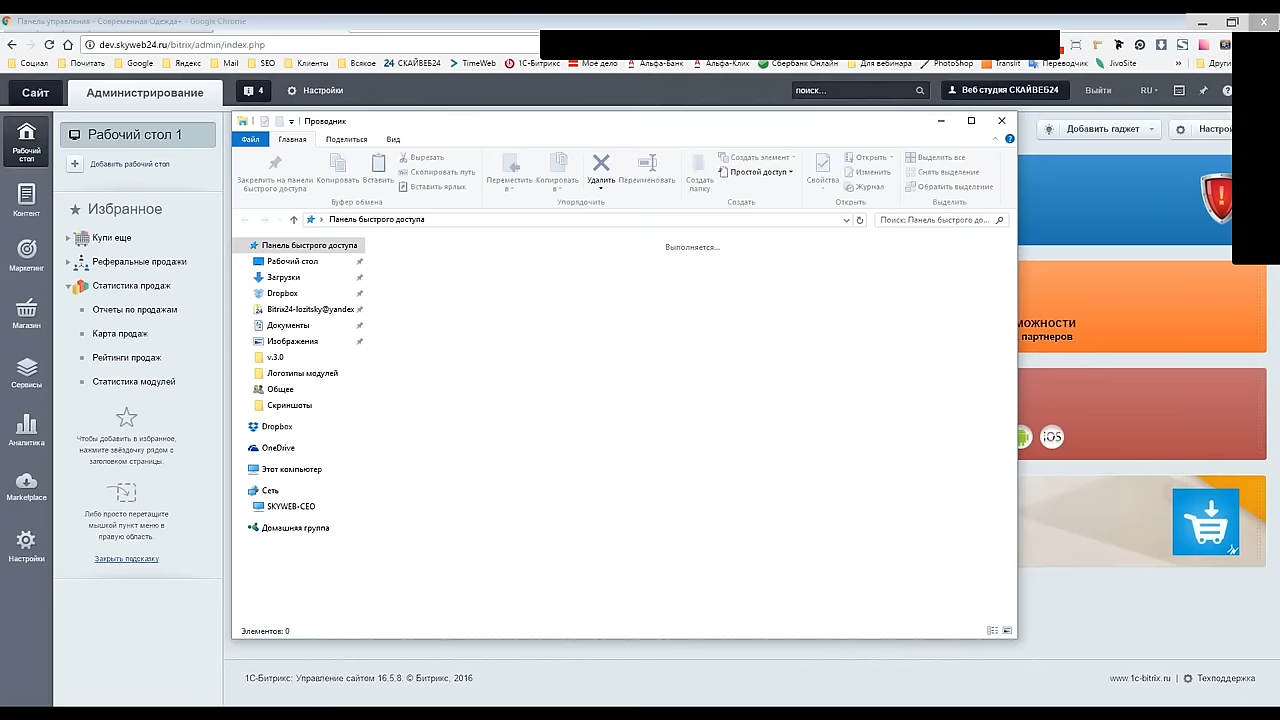 Панель управления - Современная Одежда+ - Google Chrome
dev.skyweb24.ru/bitrix/admin/index.php
Социал Почитать Google Яндекс Mail SEO Клиенты Всякое СКАЙВЕБ24 TimeWeb 1С-Битрикс Мое дело Альфа-Банк Альфа-Клик Сбербанк Онлайн Для вебинара PhotoShop Translit Переводчик JivoSite » Други
Сайт Администрирование 4 Настройки поиск... Веб студия СКАЙВЕБ24 Выйти RU
Рабочий стол
Контент
Маркетинг
Магазин
Сервисы
Аналитика
Marketplace
Настройки
Рабочий стол 1
Добавить рабочий стол
Избранное
Купи еще
Реферальные продажи
Статистика продаж
Отчеты по продажам
Карта продаж
Рейтинги продаж
Статистика модулей
Чтобы добавить в избранное,
нажмите звёздочку рядом с
заголовком страницы.
Либо просто перетащите
мышкой пункт меню в
правую область.
Закрыть подсказку
Добавить гаджет Настрой
Проводник
Файл Главная Поделиться Вид
Закрепить на панели
быстрого доступа
Копировать
Вставить
Вырезать
Скопировать путь
Вставить ярлык
Буфер обмена
Переместить
в
Копировать
в
Удалить
Переименовать
Упорядочить
Создать
папку
Создать элемент
Простой доступ
Создать
Свойства
Открыть
Изменить
Журнал
Открыть
Выделить все
Снять выделение
Обратить выделение
Выделить
Панель быстрого доступа Поиск: Панель быстрого до...
Панель быстрого доступа
Рабочий стол
Загрузки
Dropbox
Bitrix24-lozitsky@yandex
Документы
Изображения
v.3.0
Логотипы модулей
Общее
Скриншоты
Dropbox
OneDrive
Этот компьютер
Сеть
SKYWEB-CEO
Домашняя группа
Выполняется...
Элементов: 0
МОЖНОСТИ
партнеров
iOS
1С-Битрикс: Управление сайтом 16.5.8. © Битрикс, 2016
www.1c-bitrix.ru | Техподдержка